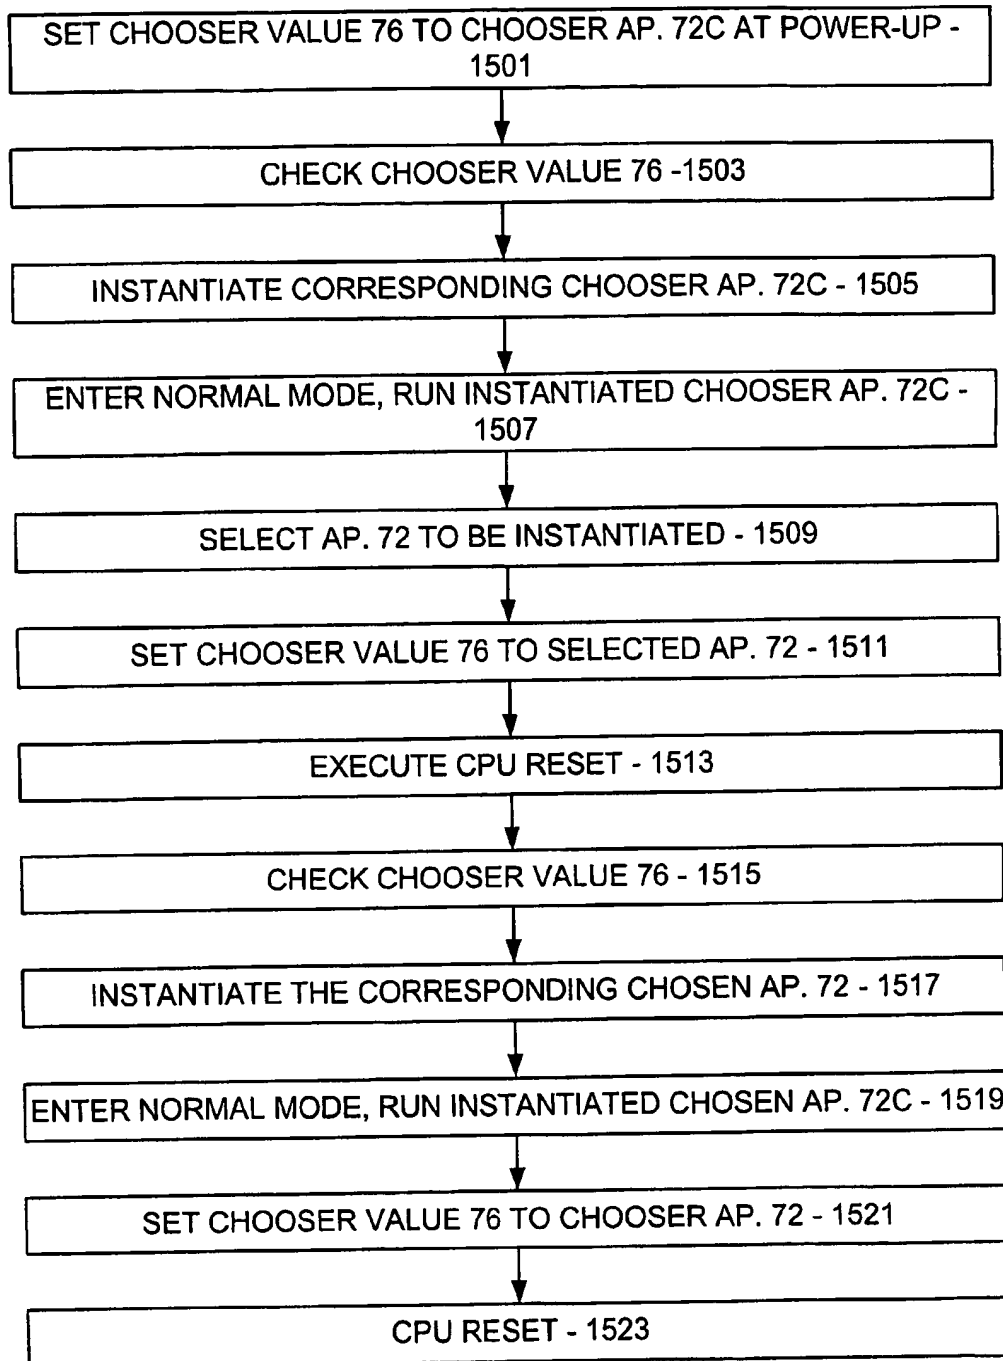 SET CHOOSER VALUE 76 TO CHOOSER AP. 72C AT POWER-UP -
1501
CHECK CHOOSER VALUE 76 -1503
INSTANTIATE CORRESPONDING CHOOSER AP. 72C - 1505
ENTER NORMAL MODE, RUN INSTANTIATED CHOOSER AP. 72C -
1507
SELECT AP. 72 TO BE INSTANTIATED - 1509
SET CHOOSER VALUE 76 TO SELECTED AP. 72 - 1511
EXECUTE CPU RESET - 1513
CHECK CHOOSER VALUE 76 - 1515
INSTANTIATE THE CORRESPONDING CHOSEN AP. 72 - 1517
ENTER NORMAL MODE, RUN INSTANTIATED CHOSEN AP. 72C - 1519
SET CHOOSER VALUE 76 TO CHOOSER AP. 72 - 1521
CPU RESET - 1523